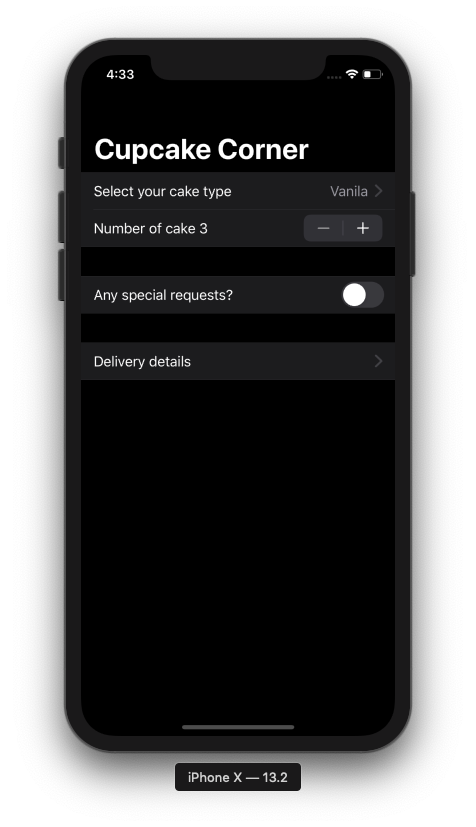 4:33
Cupcake Corner
Select your cake type Vanila
Number of cake 3
Any special requests?
Delivery details
iPhone X — 13.2